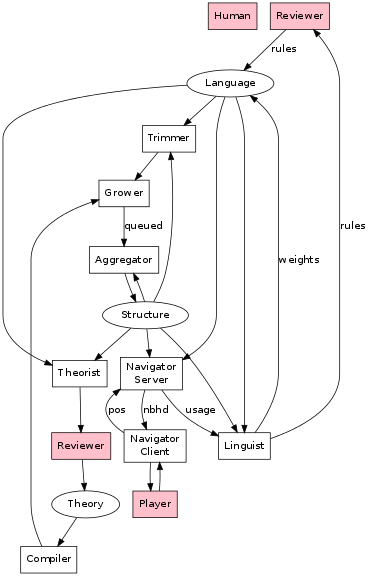 Human
Reviewer
rules
Language
Trimmer
Grower
queued
Aggregator
weights
rules
Structure
Theorist
Navigator
Server
pos
nbhd
usage
Reviewer
Navigator
Client
Linguist
Theory
Player
Compiler